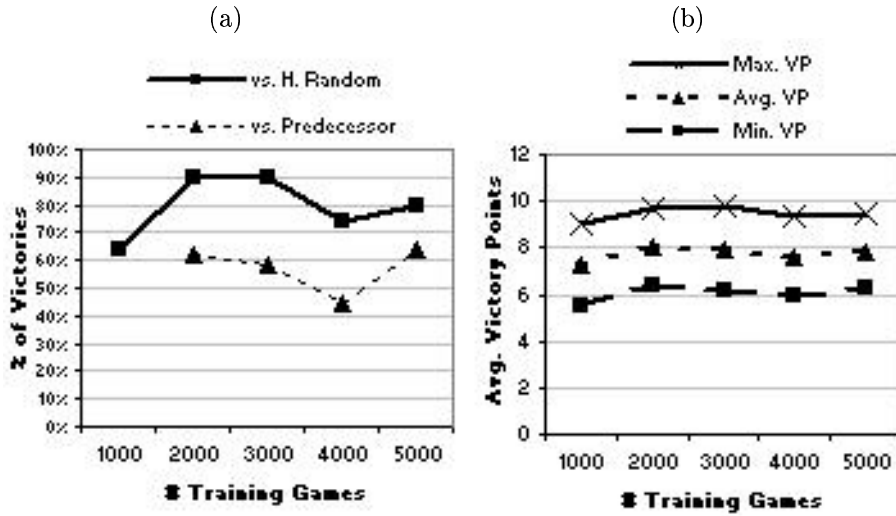 (a)
vs. H. Random
vs. Predecessor
100%
90%
80%
70%
60%
50%
40%
30%
20%
10%
0%
% of Victories
1000 2000 3000 4000 5000
# Training Games
(b)
Max. VP
Avg. VP
Min. VP
12
10
8
6
4
2
0
Avg. Victory Points
1000 2000 3000 4000 5000
# Training Games